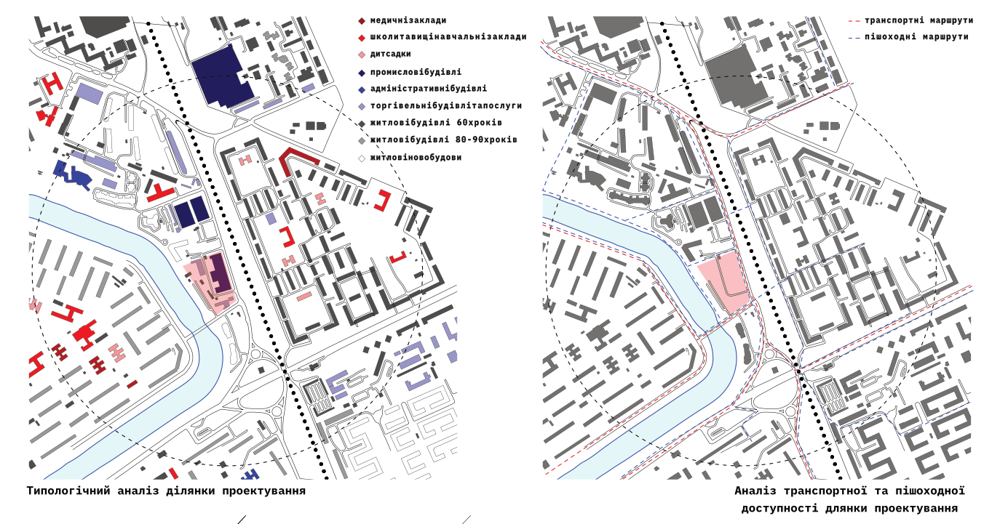 медичнізаклади
школитавищінавчальнізаклади
дитсадки
промисловібудівлі
адміністративнібудівлі
торгівельнібудівлітапослуги
житловібудівлі 60хроків
житловібудівлі 80-90хроків
житловіновобудови
транспортні маршрути
пішоходні маршрути
Типологічний аналіз ділянки проектування
Аналіз транспортної та пішоходної
доступності длянки проектування